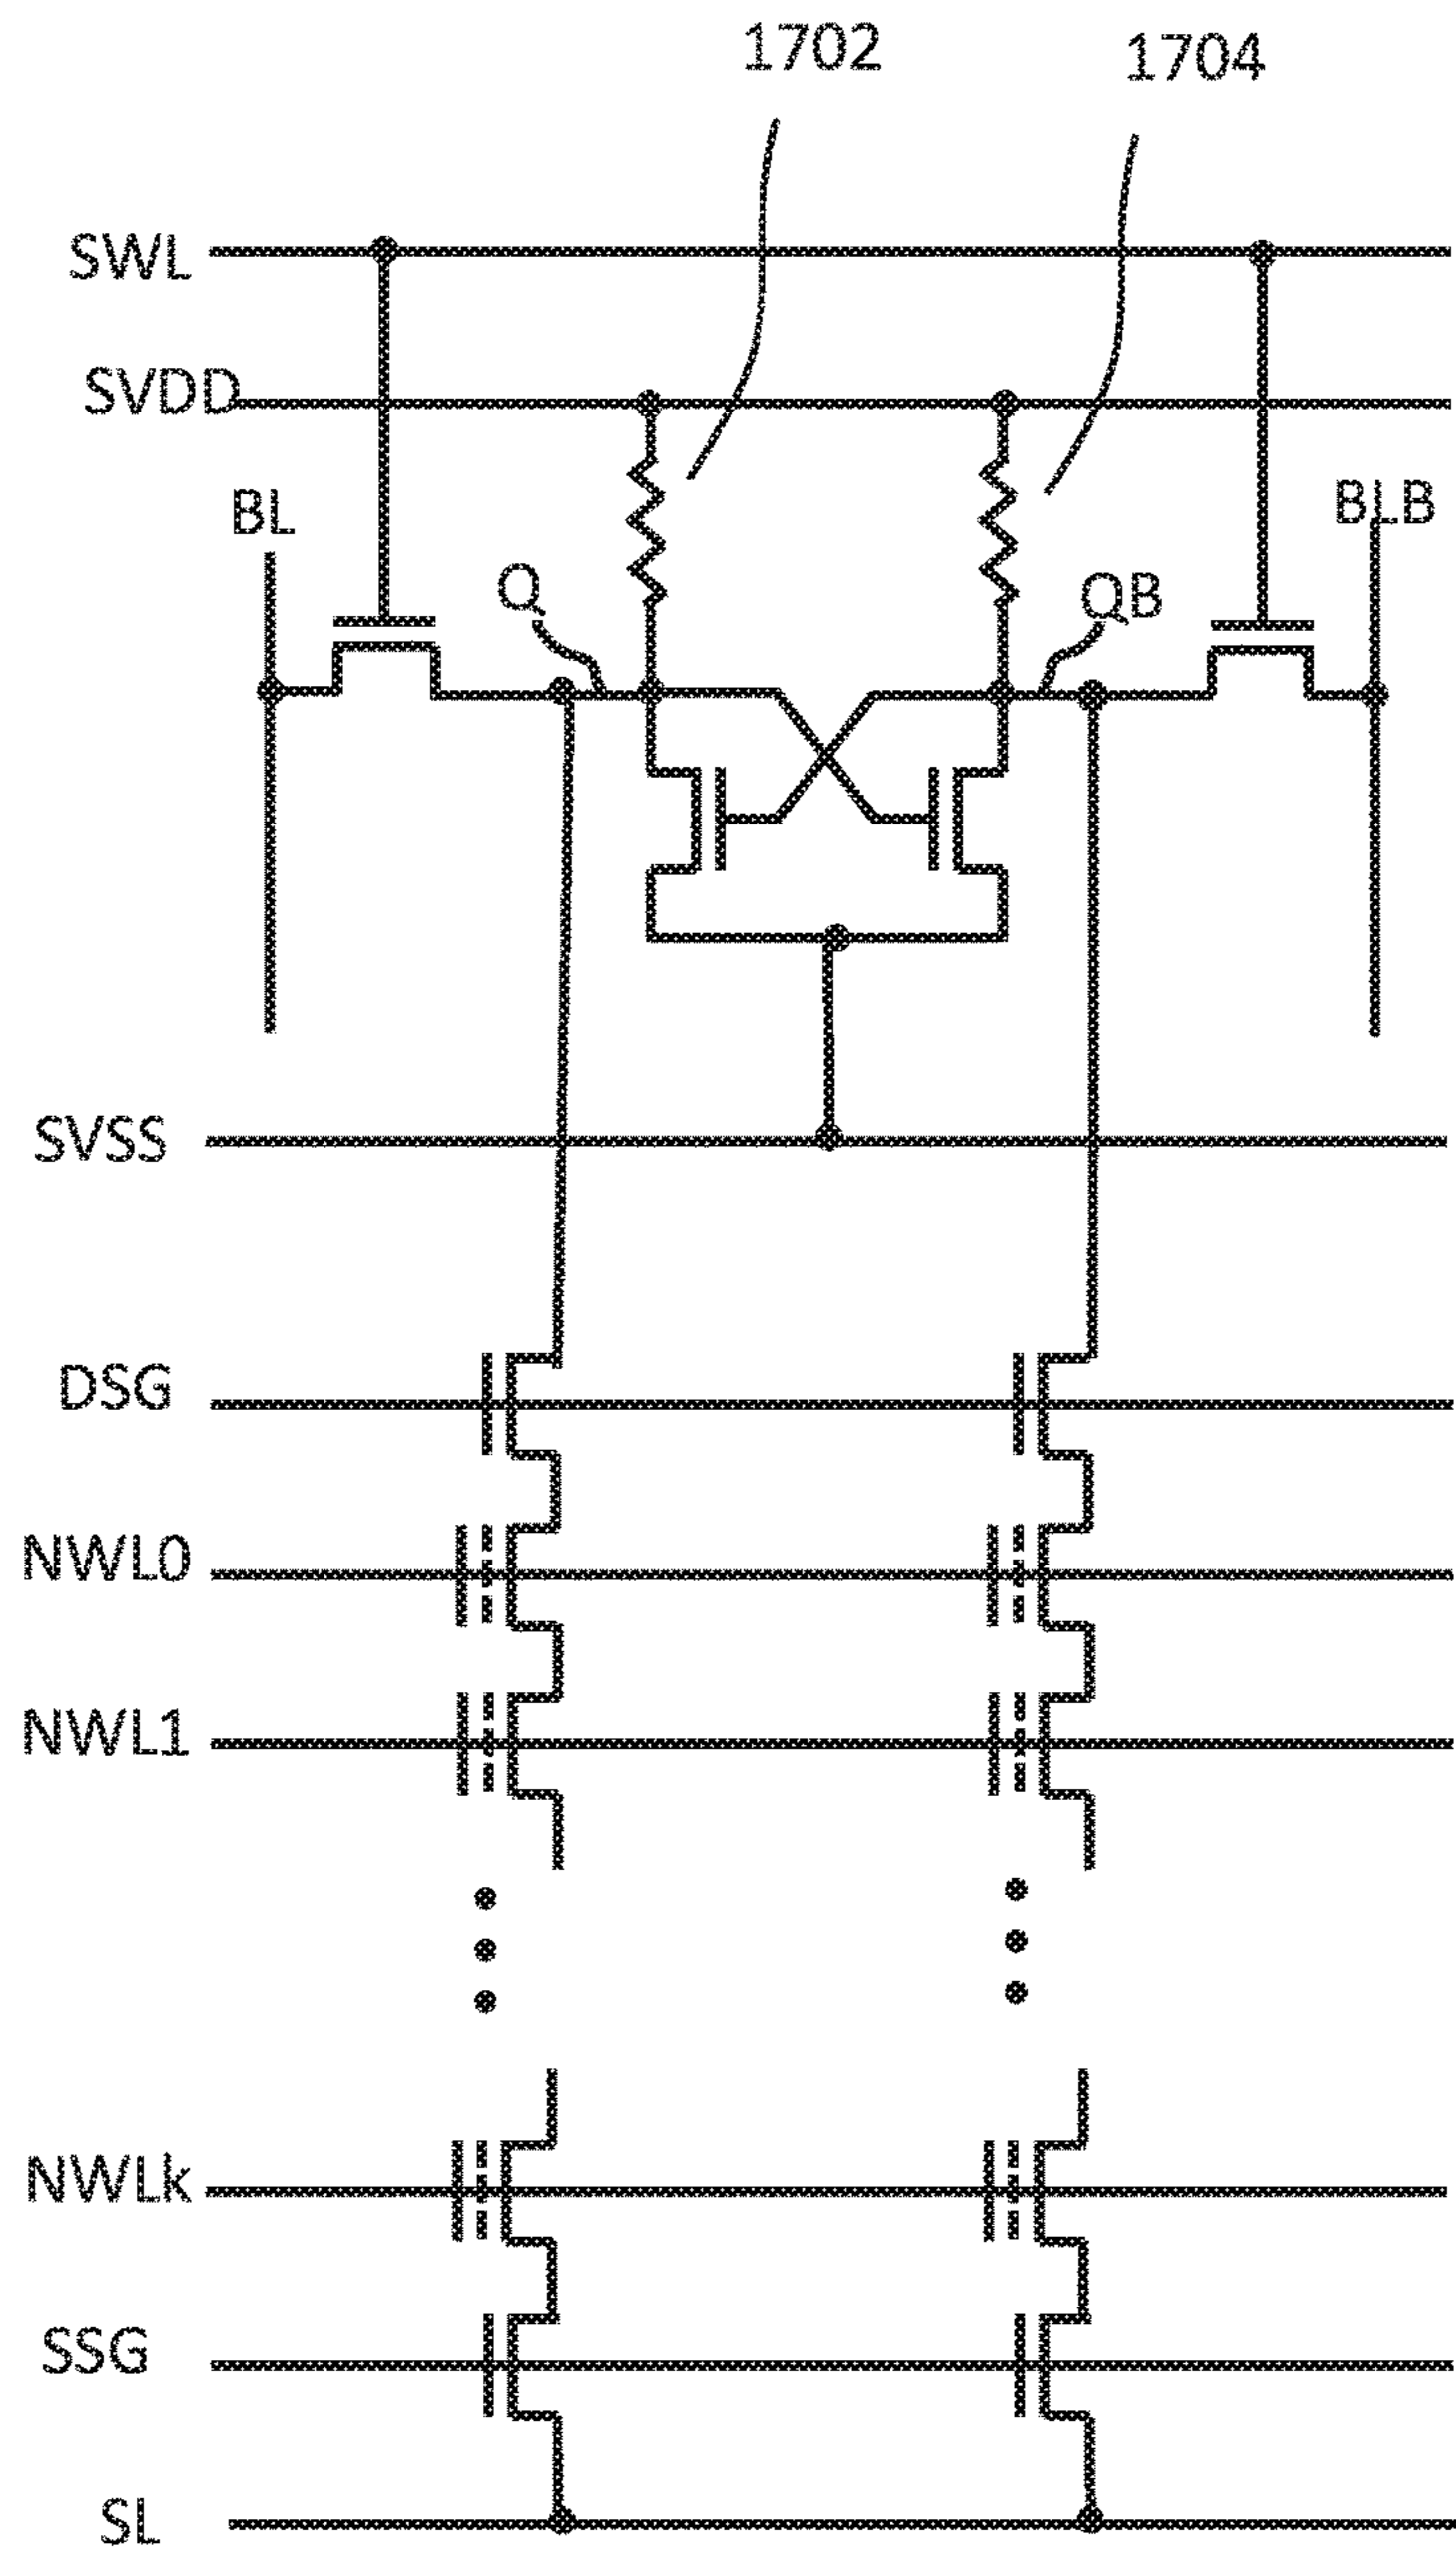 1702
1704
SWL
SVDD
BL
BLB
Q
QB
SVSS
DSG
NWL0
NWL1
NWLk
SSG
SL